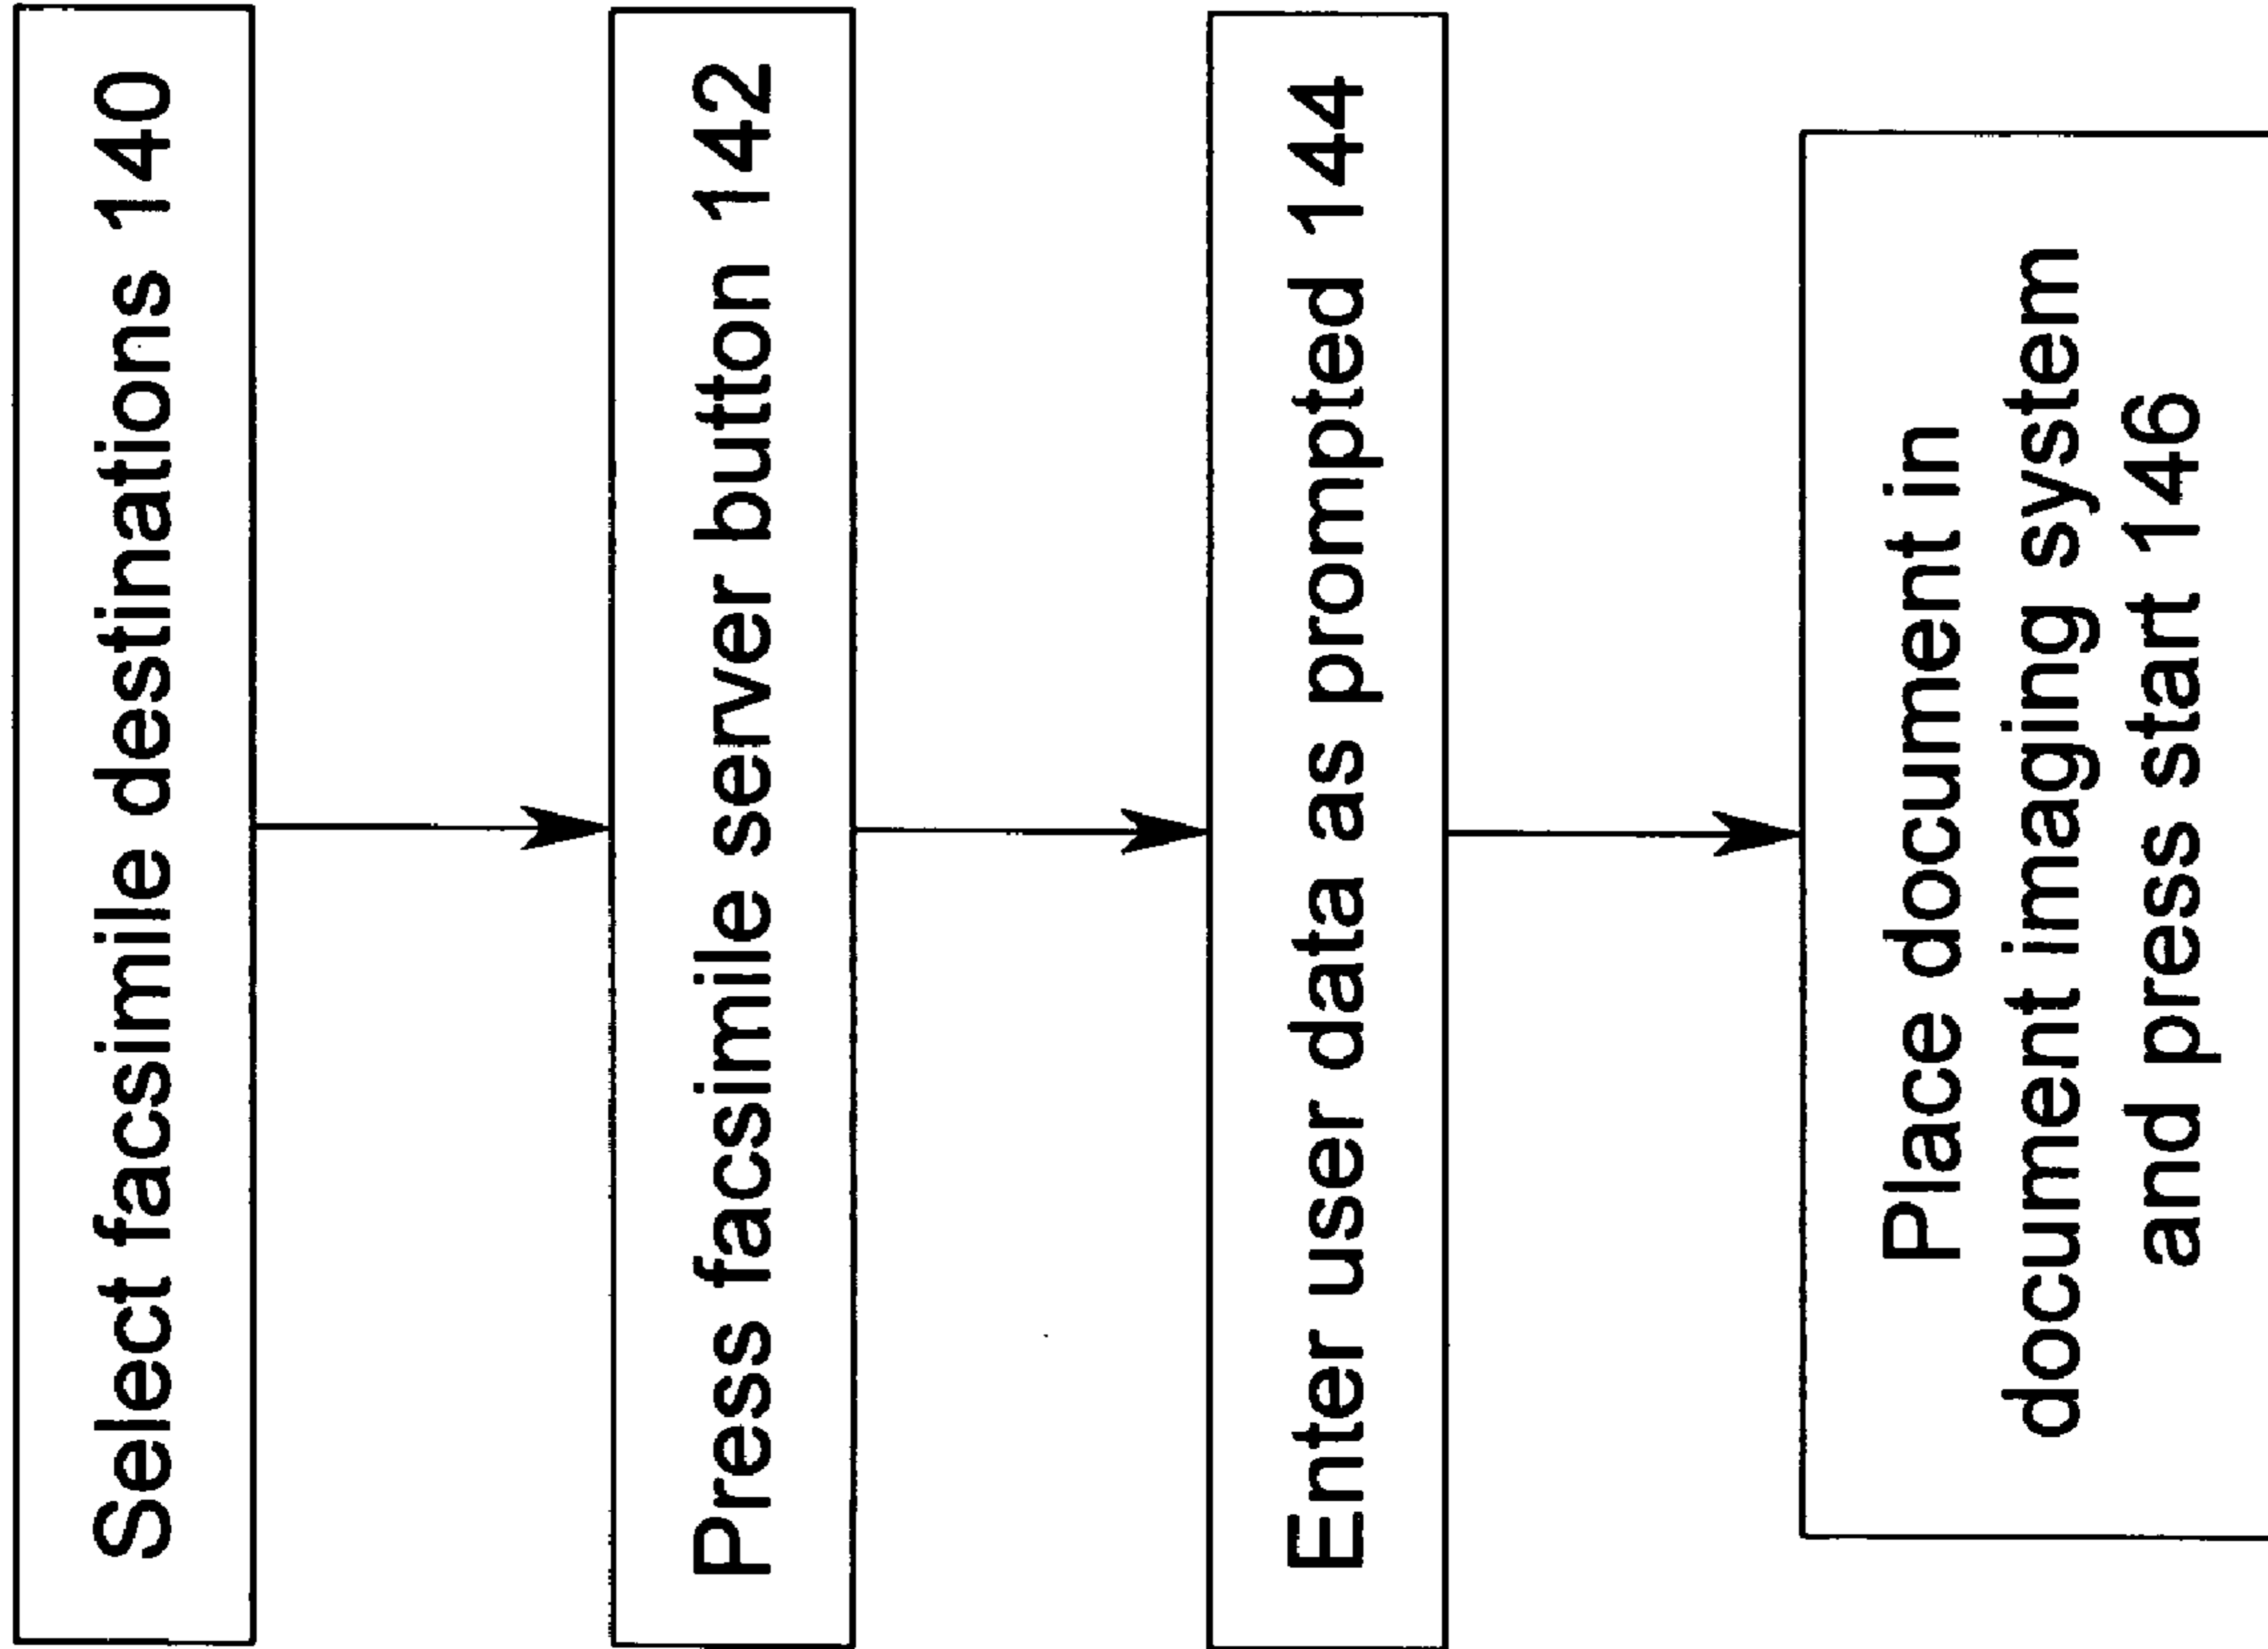 Select facsimile destinations 140
Press facsimile server button 142
Enter user data as prompted 144
Place document in
document imaging system
and press start 146